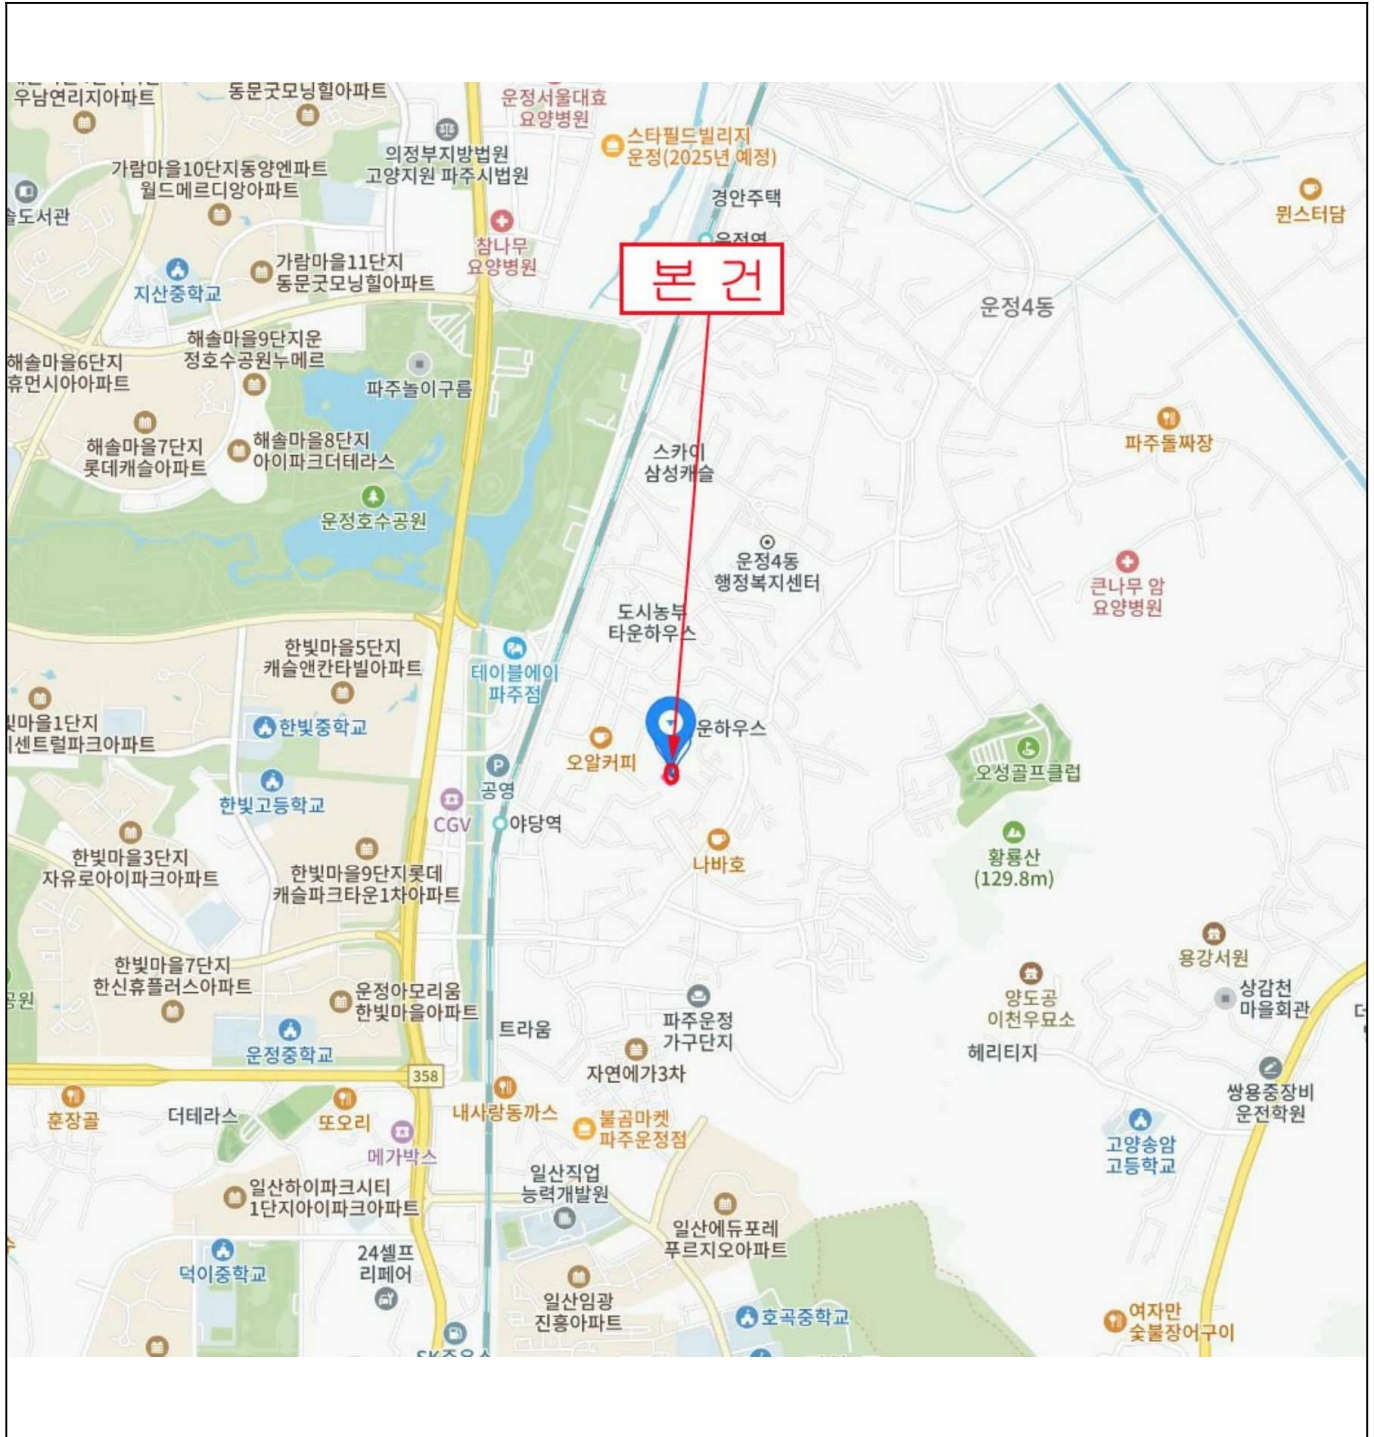 우남연리지아파트
동문굿모닝힐아파트
운정서울대효
요양병원
의정부지방법원
고양지원 파주시법원
스타필드빌리지
운정(2025년 예정)
가람마을10단지동양엔파트
월드메르디앙아파트
솔도서관
경안주택
뮌스터담
참나무
요양병원
운정역
본 건
가람마을11단지
동문굿모닝힐아파트
지산중학교
운정4동
해솔마을9단지운
정호수공원누메르
해솔마을6단지
휴먼시아아파트
파주놀이구름
해솔마을7단지
롯데캐슬아파트
해솔마을8단지
아이파크더테라스
스카이
삼성캐슬
파주돌짜장
운정호수공원
운정4동
행정복지센터
큰나무 암
요양병원
도시농부
타운하우스
한빛마을5단지
캐슬앤칸타빌아파트
테이블에이
파주점
빛마을1단지
센트럴파크아파트
한빛중학교
운하우스
오알커피
오성골프클럽
한빛고등학교
공영
CGV
야당역
나바호
황룡산
(129.8m)
한빛마을3단지
자유로아이파크아파트
한빛마을9단지롯데
캐슬파크타운1차아파트
용강서원
한빛마을7단지
한신휴플러스아파트
공원
운정아모리움
한빛마을아파트
양도공
이천우묘소
상감천
마을회관
운정중학교
트라움
파주운정
가구단지
헤리티지
자연에가3차
358
쌍용중장비
운전학원
훈장골
더테라스
또오리
내사랑동까스
불곰마켓
파주운정점
메가박스
고양송암
고등학교
일산직업
능력개발원
일산하이파크시티
1단지아이파크아파트
일산에듀포레
푸르지오아파트
덕이중학교
24셀프
리페어
일산임광
진흥아파트
호곡중학교
여자만
숯불장어구이